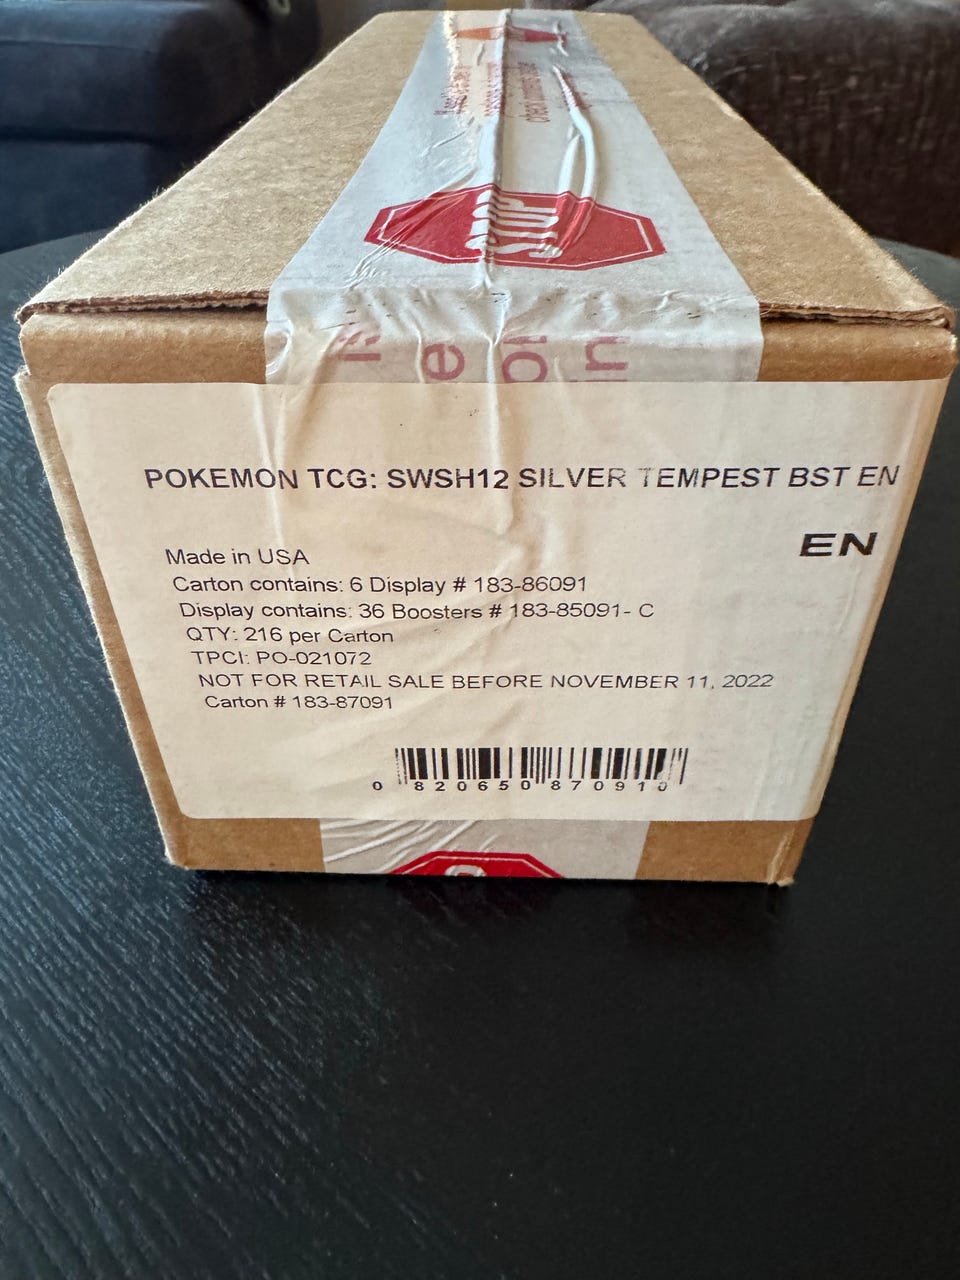 check
STOP
e
in
POKEMON TCG: SWSH12 SILVER TEMPEST BST EN
EN
Made in USA
Carton contains: 6 Display # 183-86091
Display contains: 36 Boosters # 183-85091- C
QTY: 216 per Carton
TPCI: PO-021072
NOT FOR RETAIL SALE BEFORE NOVEMBER 11, 2022
Carton # 183-87091
0 820650 870910